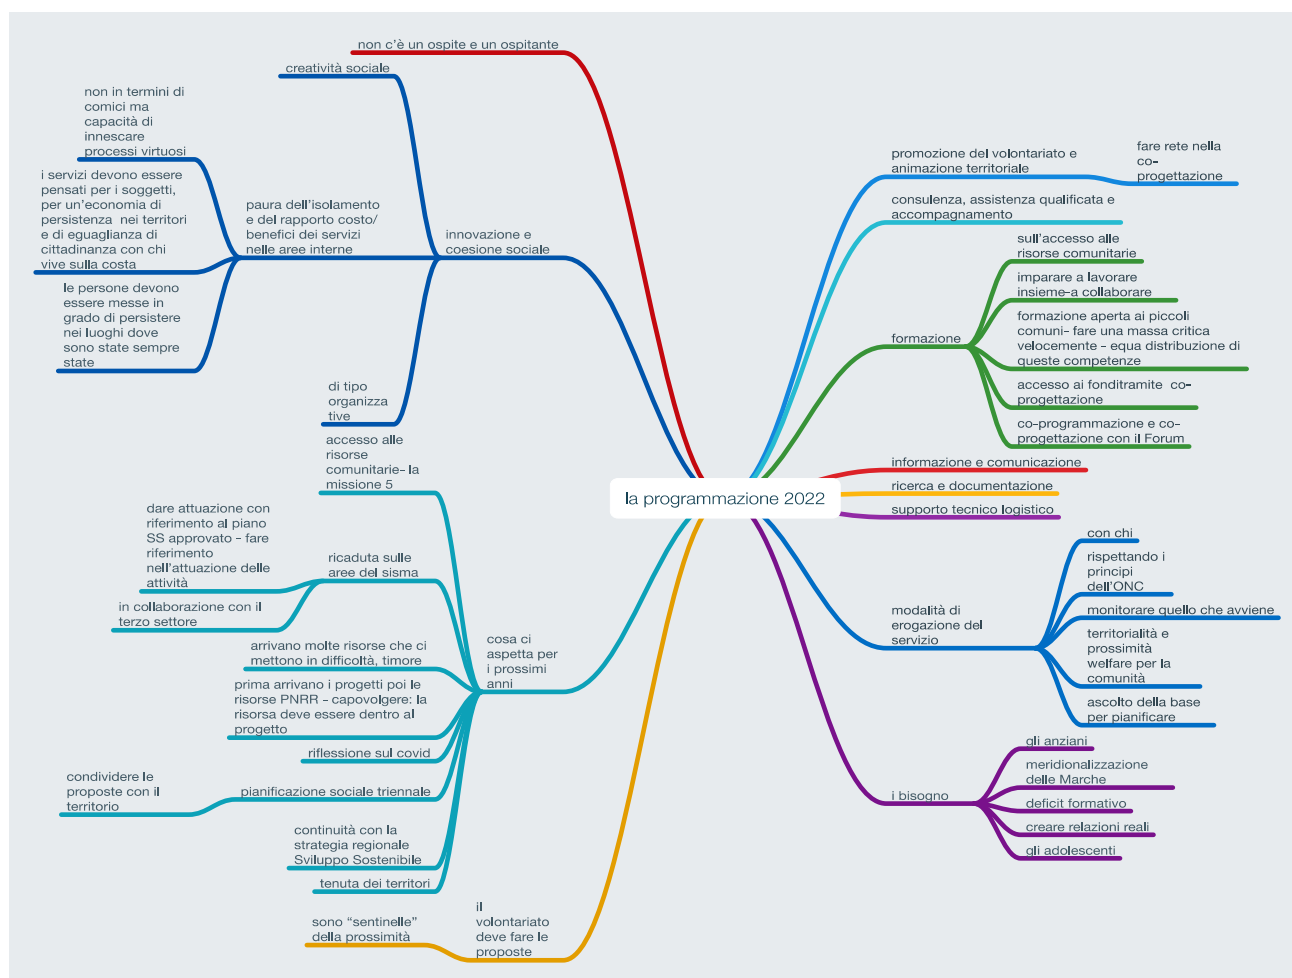 non c'è un ospite e un ospitante
creatività sociale
non in termini di
comici ma
capacità di
innescare
processi virtuosi
i servizi devono essere
pensati per i soggetti,
per un'economia di
persistenza  nei territori
e di eguaglianza di
cittadinanza con chi
vive sulla costa
le persone devono
essere messe in
grado di persistere
nei luoghi dove
sono state sempre
state
paura dell'isolamento
e del rapporto costo/
benefici dei servizi
nelle aree interne
innovazione e
coesione sociale
di tipo
organizza
tive
accesso alle
risorse
comunitarie- la
missione 5
dare attuazione con
riferimento al piano
SS approvato - fare
riferimento
nell'attuazione delle
attività
in collaborazione con il
terzo settore
ricaduta sulle
aree del sisma
arrivano molte risorse che ci
mettono in difficoltà, timore
prima arrivano i progetti poi le
risorse PNRR - capovolgere: la
risorsa deve essere dentro al
progetto
riflessione sul covid
condividere le
proposte con il
territorio
pianificazione sociale triennale
continuità con la
strategia regionale
Sviluppo Sostenibile
tenuta dei territori
cosa ci
aspetta per
i prossimi
anni
sono "sentinelle"
della prossimità
il
volontariato
deve fare le
proposte
la programmazione 2022
promozione del volontariato e
animazione territoriale
fare rete nella
co-
progettazione
consulenza, assistenza qualificata e
accompagnamento
formazione
sull'accesso alle
risorse comunitarie
imparare a lavorare
insieme-a collaborare
formazione aperta ai piccoli
comuni- fare una massa critica
velocemente - equa distribuzione di
queste competenze
accesso ai fonditramite  co-
progettazione
co-programmazione e co-
progettazione con il Forum
informazione e comunicazione
ricerca e documentazione
supporto tecnico logistico
modalità di
erogazione del
servizio
con chi
rispettando i
principi
dell'ONC
monitorare quello che avviene
territorialità e
prossimità
welfare per la
comunità
ascolto della base
per pianificare
i bisogno
gli anziani
meridionalizzazione
delle Marche
deficit formativo
creare relazioni reali
gli adolescenti